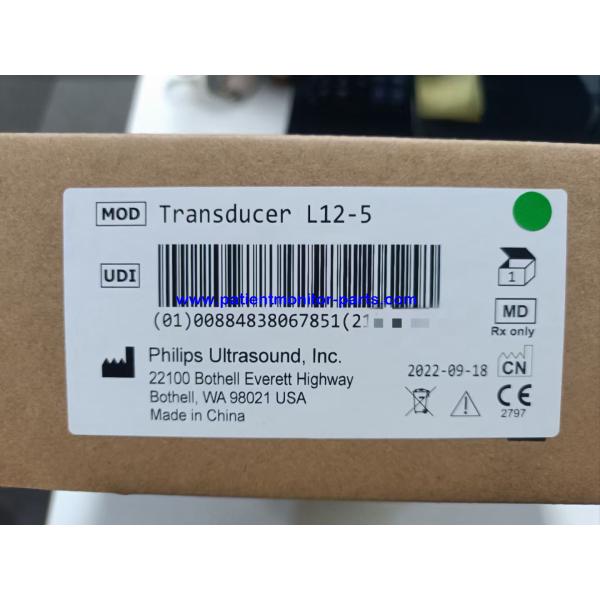 MOD Transducer L12-5
UDI
1
www.patientmonitor-parts.com
(01)00884838067851(21
MD
Rx only
Philips Ultrasound, Inc.
22100 Bothell Everett Highway
Bothell, WA 98021 USA
Made in China
2022-09-18
CN
CE
2797